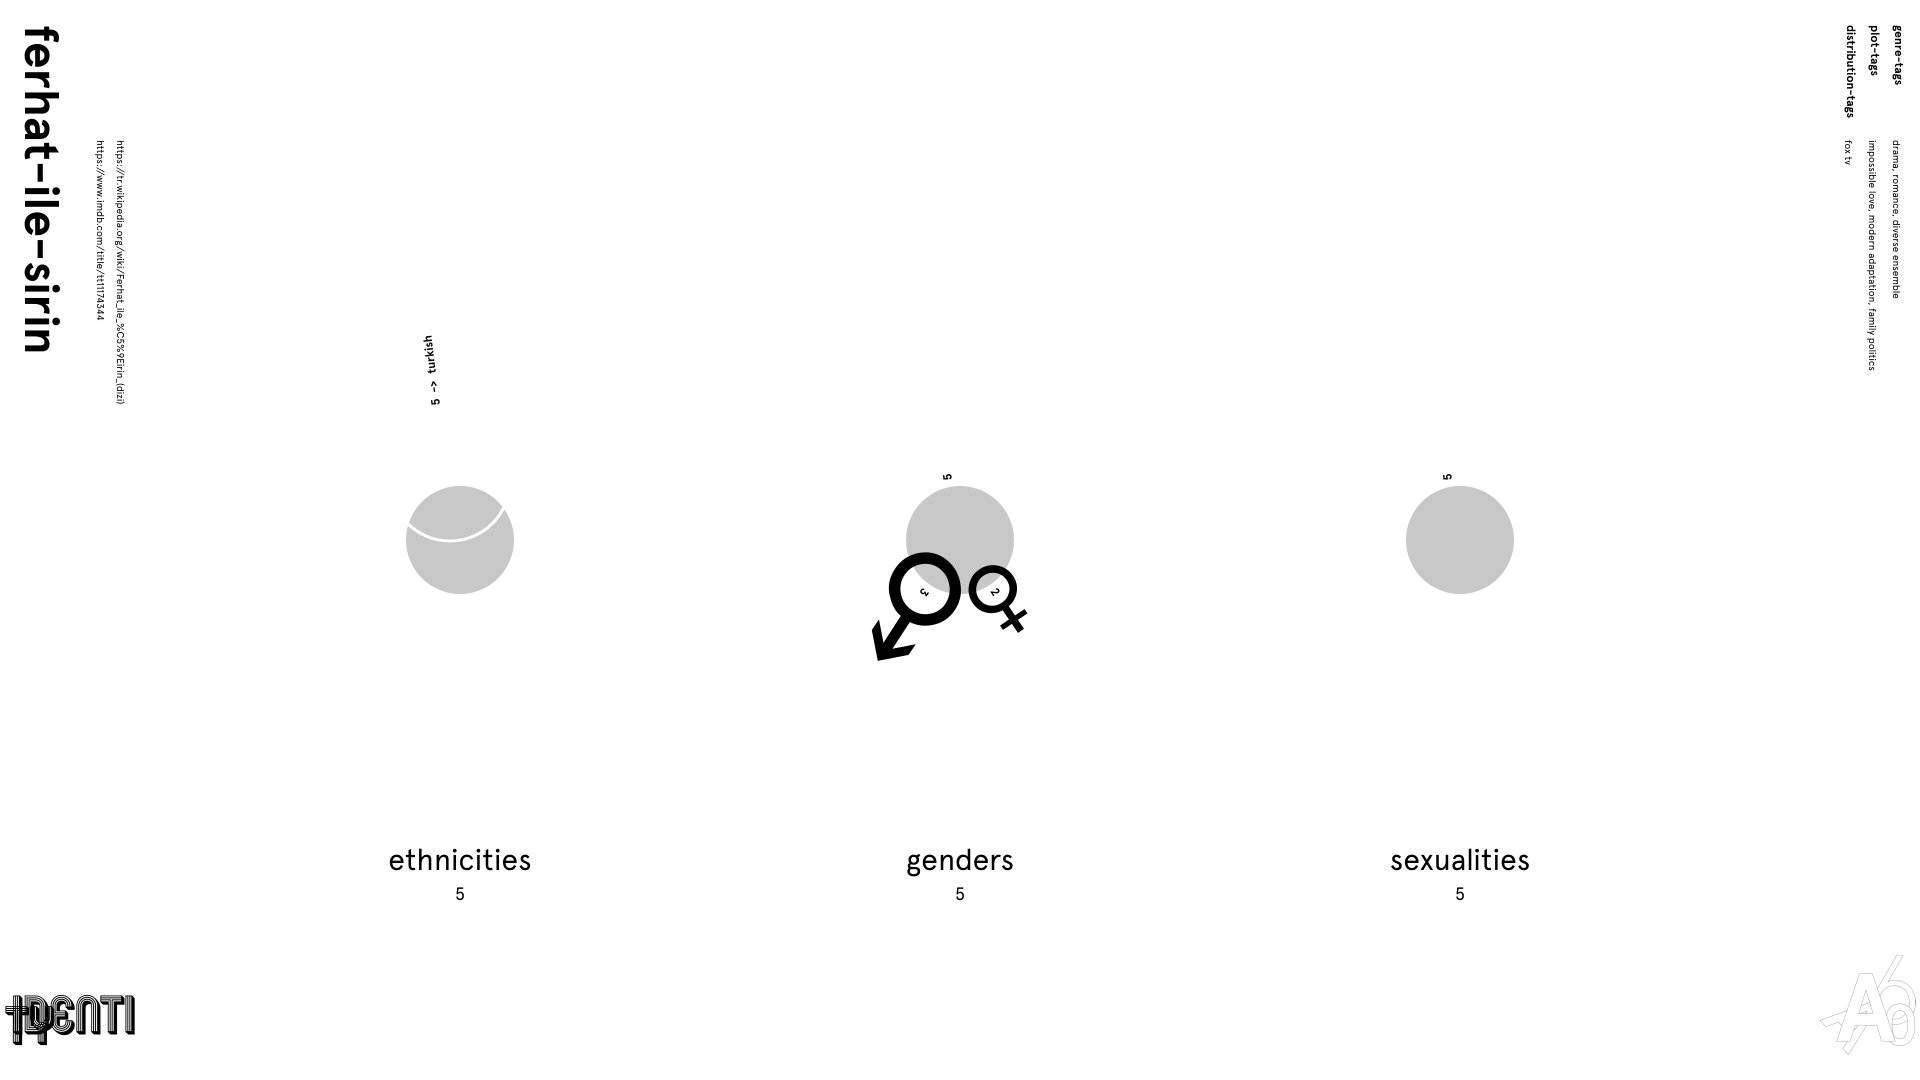 ferhat-ile-sirin
https://tr.wikipedia.org/wiki/Ferhat_ile_%C5%9Eirin_(dizi)
https://www.imdb.com/title/tt11174344
genre-tags
drama, romance, diverse ensemble
plot-tags
impossible love, modern adaptation, family politics
distribution-tags
fox tv
5 -> turkish
5
3
2
5
ethnicities
5
genders
5
sexualities
5
IDENTI
ty